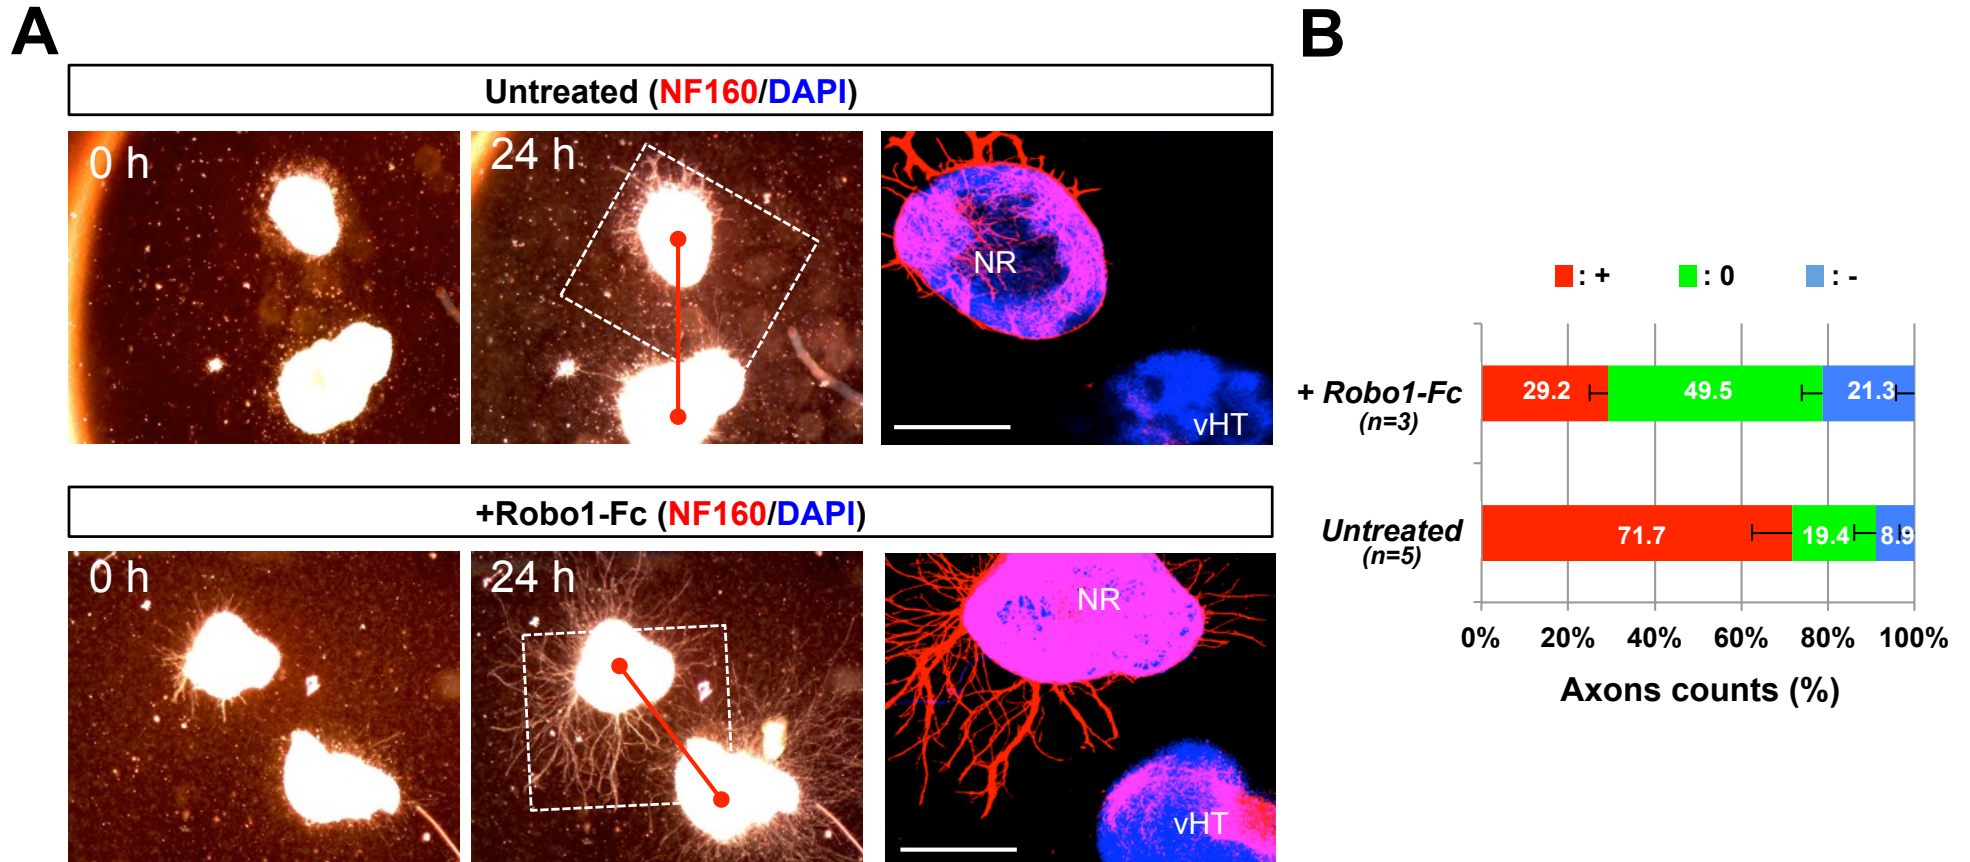 A
Untreated (NF160/DAPI)
0 h
24 h
NR
vHT
+Robo1-Fc (NF160/DAPI)
0 h
24 h
NR
vHT
B
: + : 0 : -
+ Robo1-Fc
(n=3)
29.2 49.5 21.3
Untreated
(n=5)
71.7 19.4 8.9
0% 20% 40% 60% 80% 100%
Axons counts (%)